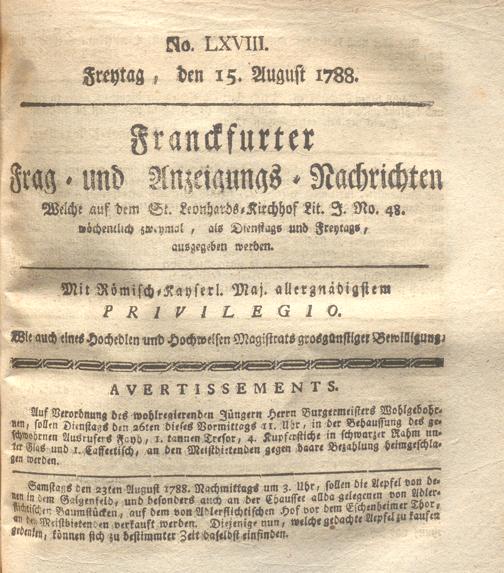 No. LXVIII.
Freytag, den 15. August 1788.
Franckfurter
Frag- und Anzeigungs-Nachrichten
Welche auf dem St. Leonhards-Kirchhof Lit. J. No. 48.
wöchentlich zweymal, als Dienstags und Freytags,
ausgegeben werden.
Mit Römisch-Kayserl. Maj. allergnädigstem
PRIVILEGIO.
Wie auch eines Hochedlen und Hochweisen Magistrats grosgünstiger Bewilligung.
AVERTISSEMENTS.
Auf Verordnung des wohlregierenden Jüngern Herrn Burgermeisters Wohlgebohr-
nen, sollen Dienstags den 26ten dieses Vormittags 11. Uhr, in der Behaussung des ge-
schwohrnen Ausrufers Fayh, 1. tannen Tresor, 4. Kupferstiche in schwarzer Rahm un-
ter Glas und 1. Caffeetisch, an den Meistbietenden gegen baare Bezahlung heimgeschla-
gen werden.
Samstags den 23ten August 1788. Nachmittags um 3. Uhr, sollen die Aepfel von de-
nen in dem Galgenfeld, und besonders auch an der Chaussee allda gelegenen von Adler-
flichtischen Baumstücken, auf dem von Adlerflichtischen Hof vor dem Eschenheimer Thor,
an den Meistbietenden verkauft werden. Diejenige nun, welche gedachte Aepfel zu kaufen
gedenken, können sich zu bestimmter Zeit daselbst einfinden.